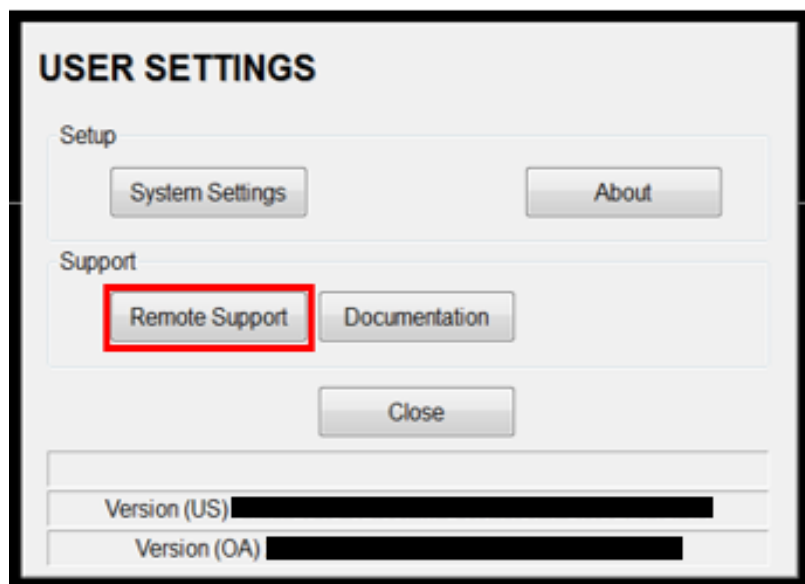 USER SETTINGS
Setup
System Settings About
Support
Remote Support Documentation
Close
Version (US)
Version (OA)